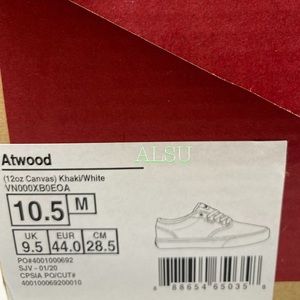 Atwood
ALSU
(12oz Canvas) Khaki/White
VN000XB0EOA
10.5 M
UK EUR CM
9.5 44.0 28.5
PO#4001000692
SJV - 01/20
CPSIA PO/CUT#
400100069200010
8 88654 65035